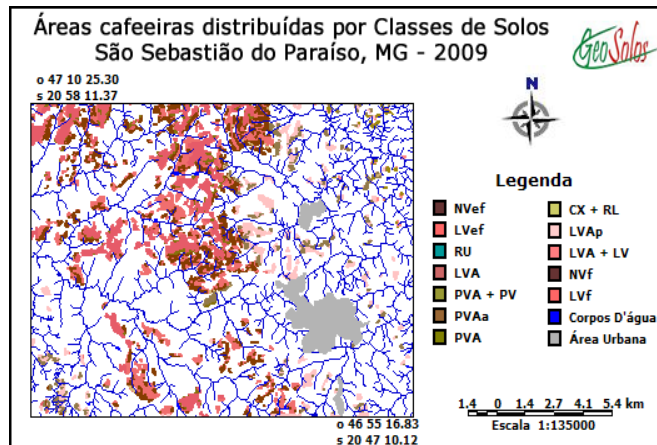 Áreas cafeeiras distribuídas por Classes de Solos
São Sebastião do Paraíso, MG - 2009
GeoSolos
o 47 10 25.30
s 20 58 11.37
N
Legenda
NVef
LVef
RU
LVA
PVA + PV
PVAa
PVA
CX + RL
LVAp
LVA + LV
NVf
LVf
Corpos D'água
Área Urbana
o 46 55 16.83
s 20 47 10.12
1.4 0 1.4 2.7 4.1 5.4 km
Escala 1:135000